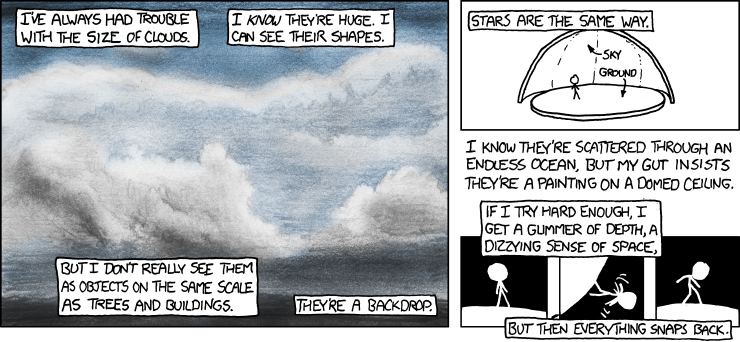 I'VE ALWAYS HAD TROUBLE
WITH THE SIZE OF CLOUDS.
I KNOW THEY'RE HUGE. I
CAN SEE THEIR SHAPES.
BUT I DON'T REALLY SEE THEM
AS OBJECTS ON THE SAME SCALE
AS TREES AND BUILDINGS.
THEY'RE A BACKDROP.
STARS ARE THE SAME WAY.
SKY
GROUND
I KNOW THEY'RE SCATTERED THROUGH AN
ENDLESS OCEAN, BUT MY GUT INSISTS
THEY'RE A PAINTING ON A DOMED CEILING.
IF I TRY HARD ENOUGH, I
GET A GLIMMER OF DEPTH, A
DIZZYING SENSE OF SPACE,
BUT THEN EVERYTHING SNAPS BACK.